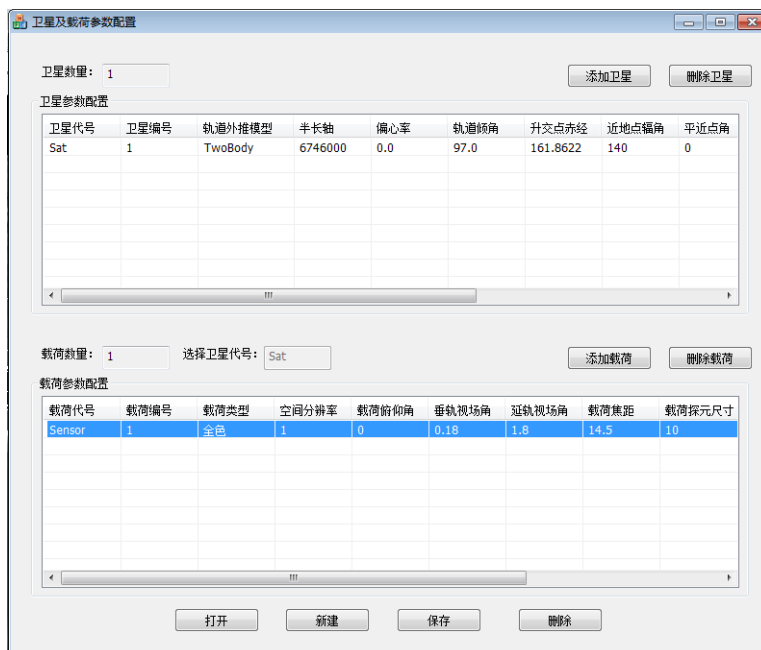 卫星及载荷参数配置
卫星数量： 1 添加卫星 删除卫星
卫星参数配置
卫星代号 卫星编号 轨道外推模型 半长轴 偏心率 轨道倾角 升交点赤经 近地点辐角 平近点角
Sat 1 TwoBody 6746000 0.0 97.0 161.8622 140 0
载荷数量： 1 选择卫星代号： Sat 添加载荷 删除载荷
载荷参数配置
载荷代号 载荷编号 载荷类型 空间分辨率 载荷俯仰角 垂轨视场角 延轨视场角 载荷焦距 载荷探元尺寸
Sensor 1 全色 1 0 0.18 1.8 14.5 10
打开 新建 保存 删除